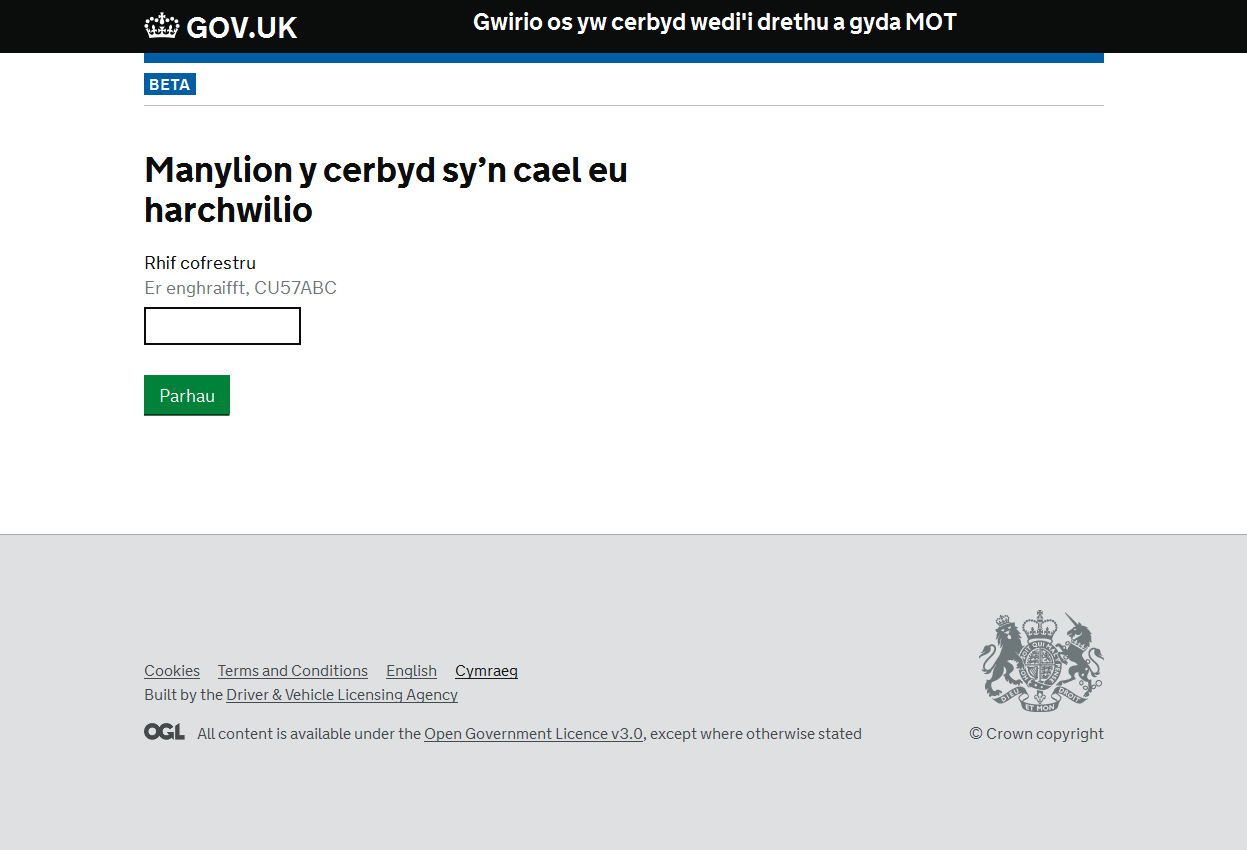 GOV.UK
Gwirio os yw cerbyd wedi'i drethu a gyda MOT
BETA
Manylion y cerbyd sy’n cael eu
harchwilio
Rhif cofrestru
Er enghraifft, CU57ABC
Parhau
Cookies Terms and Conditions English Cymraeg
Built by the Driver & Vehicle Licensing Agency
OGL All content is available under the Open Government Licence v3.0, except where otherwise stated
© Crown copyright
DIEU ET MON DROIT